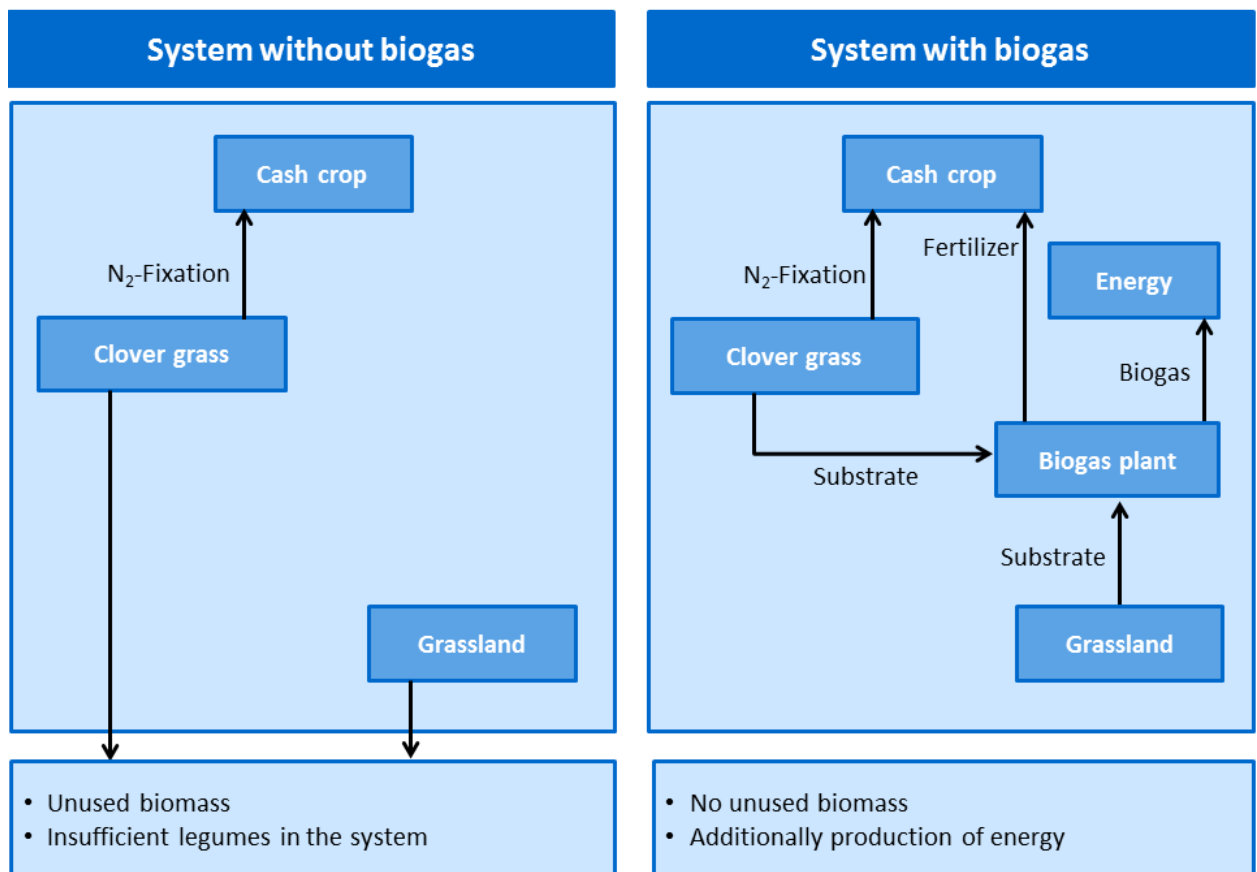 System without biogas
Cash crop
N₂-Fixation
Clover grass
Grassland
• Unused biomass
• Insufficient legumes in the system
System with biogas
Cash crop
Fertilizer
N₂-Fixation
Energy
Clover grass
Biogas
Biogas plant
Substrate
Substrate
Grassland
• No unused biomass
• Additionally production of energy